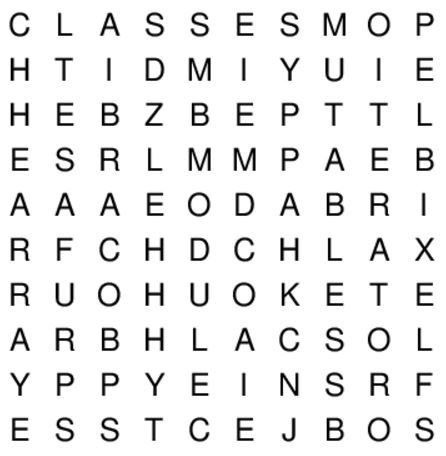 C L A S S E S M O P
H T I D M I Y U I E
H E B Z B E P T T L
E S R L M M P A E B
A A A E O D A B R I
R F C H D C H L A X
R U O H U O K E T E
A R B H L A C S O L
Y P P Y E I N S R F
E S S T C E J B O S